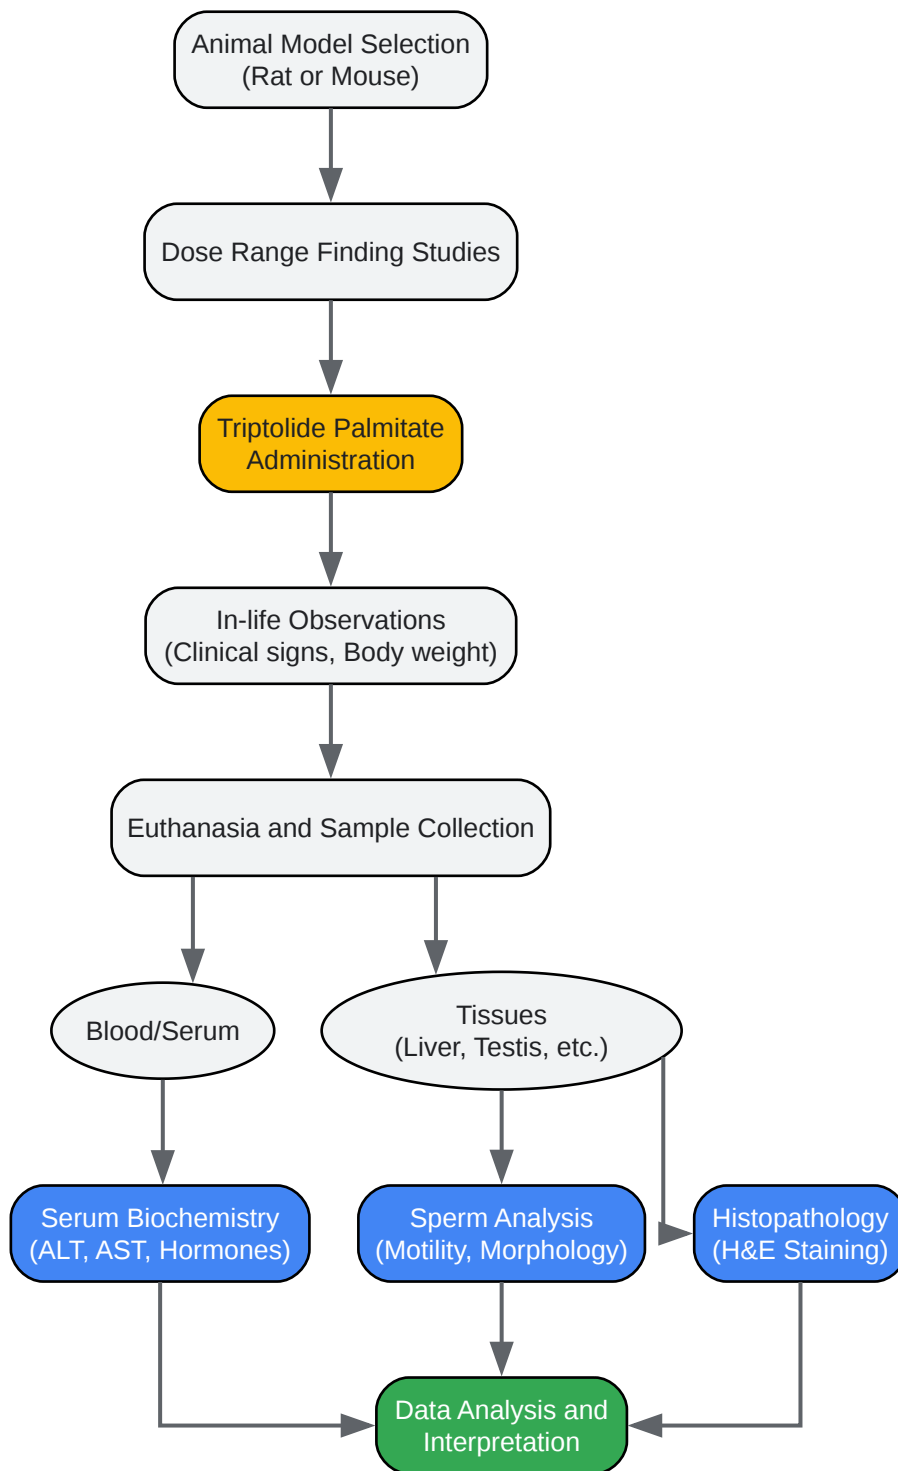 Animal Model Selection
(Rat or Mouse)
Dose Range Finding Studies
Triptolide Palmitate
Administration
In-life Observations
(Clinical signs, Body weight)
Euthanasia and Sample Collection
Blood/Serum
Tissues
(Liver, Testis, etc.)
Serum Biochemistry
(ALT, AST, Hormones)
Sperm Analysis
(Motility, Morphology)
Histopathology
(H&E Staining)
Data Analysis and
Interpretation